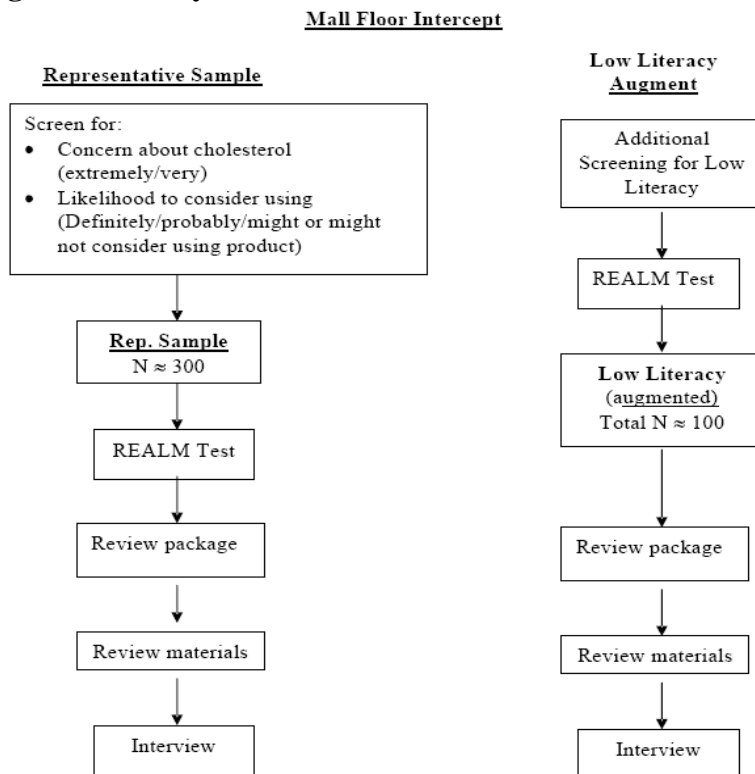 Mall Floor Intercept
Representative Sample
Screen for:
• Concern about cholesterol
(extremely/very)
• Likelihood to consider using
(Definitely/probably/might or might
not consider using product)
Rep. Sample
N ≈ 300
REALM Test
Review package
Review materials
Interview
Low Literacy
Augment
Additional
Screening for Low
Literacy
REALM Test
Low Literacy
(augmented)
Total N ≈ 100
Review package
Review materials
Interview